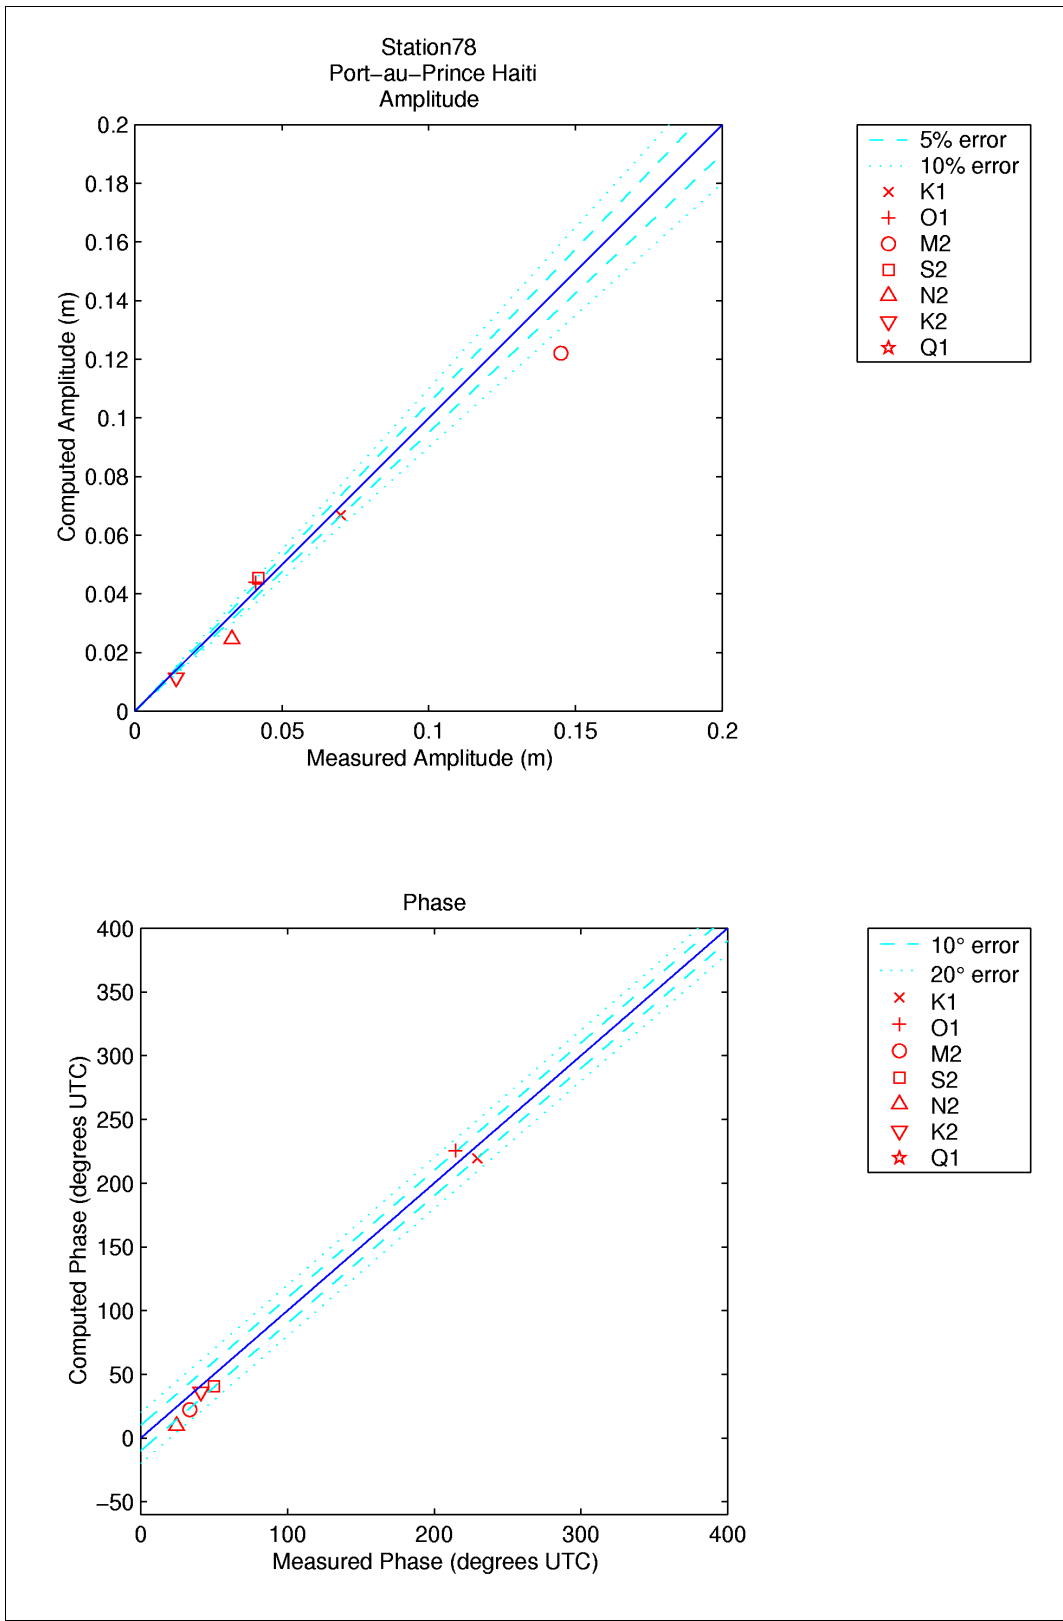 Station78
Port−au−Prince Haiti
Amplitude
0.2
0.18
0.16
0.14
0.12
0.1
0.08
0.06
0.04
0.02
0
Computed Amplitude (m)
0 0.05 0.1 0.15 0.2
Measured Amplitude (m)
5% error
10% error
K1
O1
M2
S2
N2
K2
Q1
Phase
400
350
300
250
200
150
100
50
0
−50
Computed Phase (degrees UTC)
0 100 200 300 400
Measured Phase (degrees UTC)
10° error
20° error
K1
O1
M2
S2
N2
K2
Q1